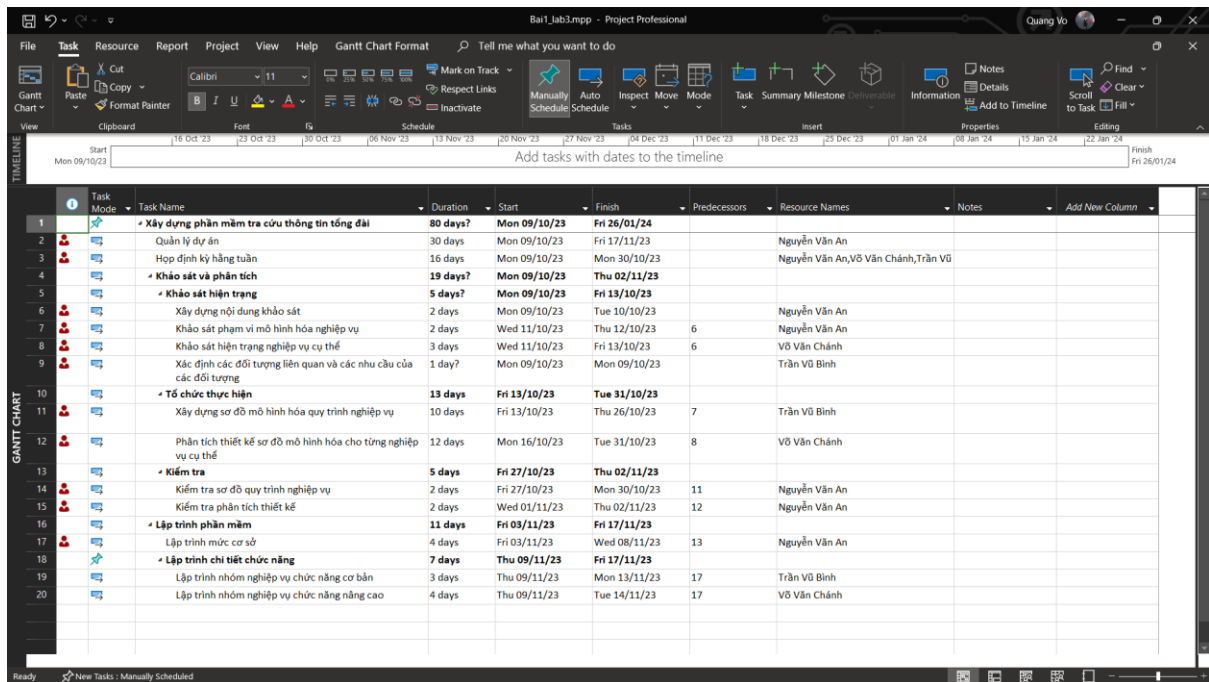 Bai1_lab3.mpp - Project Professional
Quang Vo
File Task Resource Report Project View Help Gantt Chart Format Tell me what you want to do
Gantt Chart
Paste
Cut
Copy
Format Painter
Calibri 11
B I U A
Mark on Track
Respect Links
Inactivate
Manually Schedule
Auto Schedule
Inspect
Move
Mode
Task
Summary
Milestone
Deliverable
Information
Notes
Details
Add to Timeline
Scroll to Task
Find
Clear
Fill
View Clipboard Font Schedule Tasks Insert Properties Editing
TIMELINE
16 Oct '23 23 Oct '23 30 Oct '23 06 Nov '23 13 Nov '23 20 Nov '23 27 Nov '23 04 Dec '23 11 Dec '23 18 Dec '23 25 Dec '23 01 Jan '24 08 Jan '24 15 Jan '24 22 Jan '24
Start
Mon 09/10/23
Add tasks with dates to the timeline
Finish
Fri 26/01/24
GANTT CHART
Task Mode Task Name Duration Start Finish Predecessors Resource Names Notes Add New Column
1 Xây dựng phần mềm tra cứu thông tin tổng đài 80 days? Mon 09/10/23 Fri 26/01/24
2 Quản lý dự án 30 days Mon 09/10/23 Fri 17/11/23 Nguyễn Văn An
3 Họp định kỳ hằng tuần 16 days Mon 09/10/23 Mon 30/10/23 Nguyễn Văn An,Võ Văn Chánh,Trần Vũ
4 Khảo sát và phân tích 19 days? Mon 09/10/23 Thu 02/11/23
5 Khảo sát hiện trạng 5 days? Mon 09/10/23 Fri 13/10/23
6 Xây dựng nội dung khảo sát 2 days Mon 09/10/23 Tue 10/10/23 Nguyễn Văn An
7 Khảo sát phạm vi mô hình hóa nghiệp vụ 2 days Wed 11/10/23 Thu 12/10/23 6 Nguyễn Văn An
8 Khảo sát hiện trạng nghiệp vụ cụ thể 3 days Wed 11/10/23 Fri 13/10/23 6 Võ Văn Chánh
9 Xác định các đối tượng liên quan và các nhu cầu của 1 day? Mon 09/10/23 Mon 09/10/23 Trần Vũ Bình
các đối tượng
10 Tổ chức thực hiện 13 days Fri 13/10/23 Tue 31/10/23
11 Xây dựng sơ đồ mô hình hóa quy trình nghiệp vụ 10 days Fri 13/10/23 Thu 26/10/23 7 Trần Vũ Bình
12 Phân tích thiết kế sơ đồ mô hình hóa cho từng nghiệp 12 days Mon 16/10/23 Tue 31/10/23 8 Võ Văn Chánh
vụ cụ thể
13 Kiểm tra 5 days Fri 27/10/23 Thu 02/11/23
14 Kiểm tra sơ đồ quy trình nghiệp vụ 2 days Fri 27/10/23 Mon 30/10/23 11 Nguyễn Văn An
15 Kiểm tra phân tích thiết kế 2 days Wed 01/11/23 Thu 02/11/23 12 Nguyễn Văn An
16 Lập trình phần mềm 11 days Fri 03/11/23 Fri 17/11/23
17 Lập trình mức cơ sở 4 days Fri 03/11/23 Wed 08/11/23 13 Nguyễn Văn An
18 Lập trình chi tiết chức năng 7 days Thu 09/11/23 Fri 17/11/23
19 Lập trình nhóm nghiệp vụ chức năng cơ bản 3 days Thu 09/11/23 Mon 13/11/23 17 Trần Vũ Bình
20 Lập trình nhóm nghiệp vụ chức năng nâng cao 4 days Thu 09/11/23 Tue 14/11/23 17 Võ Văn Chánh
Ready New Tasks : Manually Scheduled